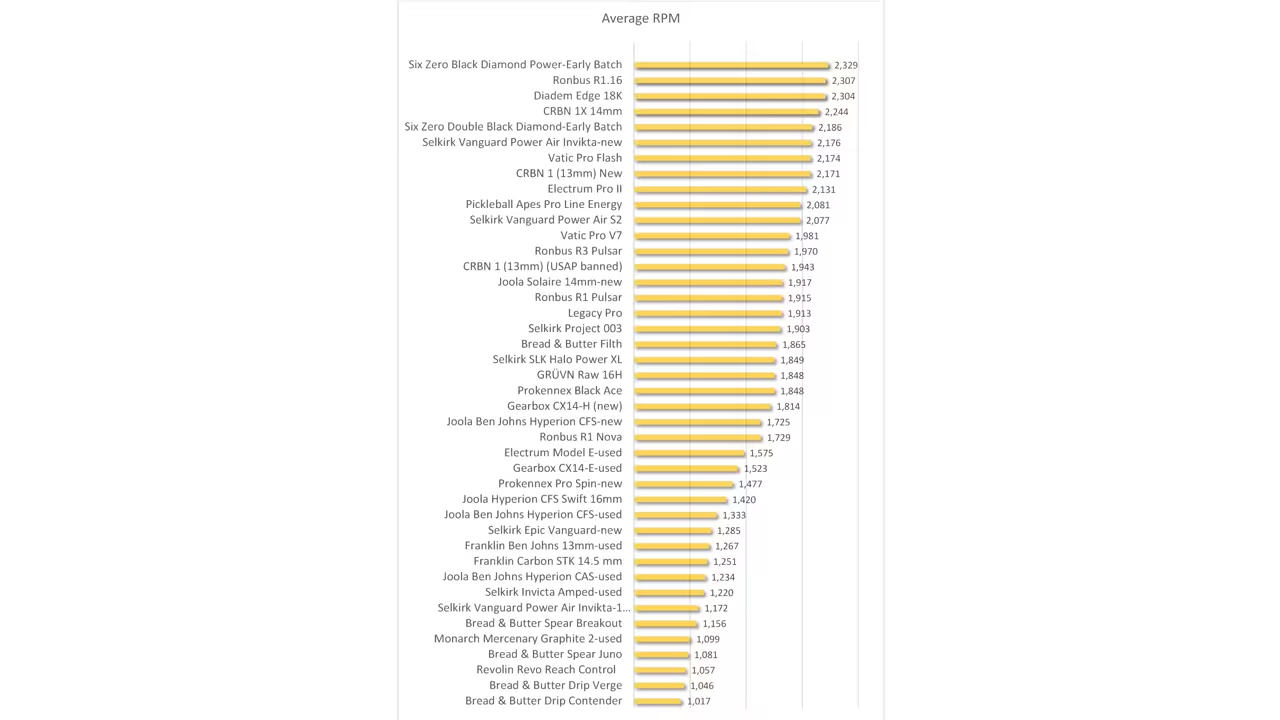 Average RPM
Six Zero Black Diamond Power-Early Batch 2,329
Ronbus R1.16 2,307
Diadem Edge 18K 2,304
CRBN 1X 14mm 2,244
Six Zero Double Black Diamond-Early Batch 2,186
Selkirk Vanguard Power Air Invikta-new 2,176
Vatic Pro Flash 2,174
CRBN 1 (13mm) New 2,171
Electrum Pro II 2,131
Pickleball Apes Pro Line Energy 2,081
Selkirk Vanguard Power Air S2 2,077
Vatic Pro V7 1,981
Ronbus R3 Pulsar 1,970
CRBN 1 (13mm) (USAP banned) 1,943
Joola Solaire 14mm-new 1,917
Ronbus R1 Pulsar 1,915
Legacy Pro 1,913
Selkirk Project 003 1,903
Bread & Butter Filth 1,865
Selkirk SLK Halo Power XL 1,849
GRÜVN Raw 16H 1,848
Prokennex Black Ace 1,848
Gearbox CX14-H (new) 1,814
Joola Ben Johns Hyperion CFS-new 1,725
Ronbus R1 Nova 1,729
Electrum Model E-used 1,575
Gearbox CX14-E-used 1,523
Prokennex Pro Spin-new 1,477
Joola Hyperion CFS Swift 16mm 1,420
Joola Ben Johns Hyperion CFS-used 1,333
Selkirk Epic Vanguard-new 1,285
Franklin Ben Johns 13mm-used 1,267
Franklin Carbon STK 14.5 mm 1,251
Joola Ben Johns Hyperion CAS-used 1,234
Selkirk Invicta Amped-used 1,220
Selkirk Vanguard Power Air Invikta-1... 1,172
Bread & Butter Spear Breakout 1,156
Monarch Mercenary Graphite 2-used 1,099
Bread & Butter Spear Juno 1,081
Revolin Revo Reach Control 1,057
Bread & Butter Drip Verge 1,046
Bread & Butter Drip Contender 1,017